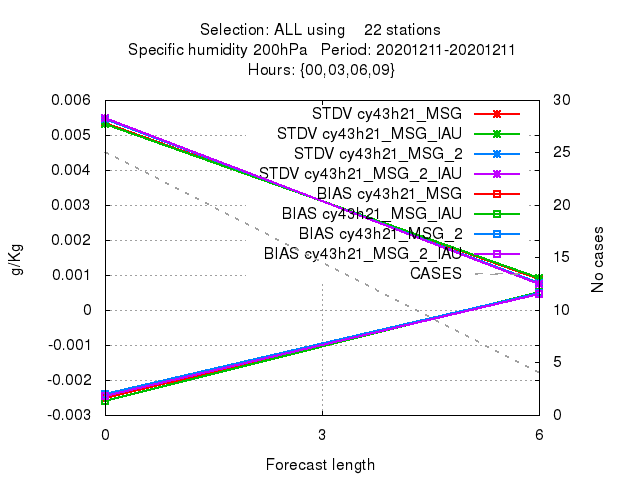 Selection: ALL using    22 stations
Specific humidity 200hPa   Period: 20201211-20201211
Hours: {00,03,06,09}
0.006
0.005
0.004
0.003
0.002
0.001
0
-0.001
-0.002
-0.003
g/Kg
STDV cy43h21_MSG
STDV cy43h21_MSG_IAU
STDV cy43h21_MSG_2
STDV cy43h21_MSG_2_IAU
BIAS cy43h21_MSG
BIAS cy43h21_MSG_IAU
BIAS cy43h21_MSG_2
BIAS cy43h21_MSG_2_IAU
CASES
30
25
20
15
10
5
0
No cases
0 3 6
Forecast length